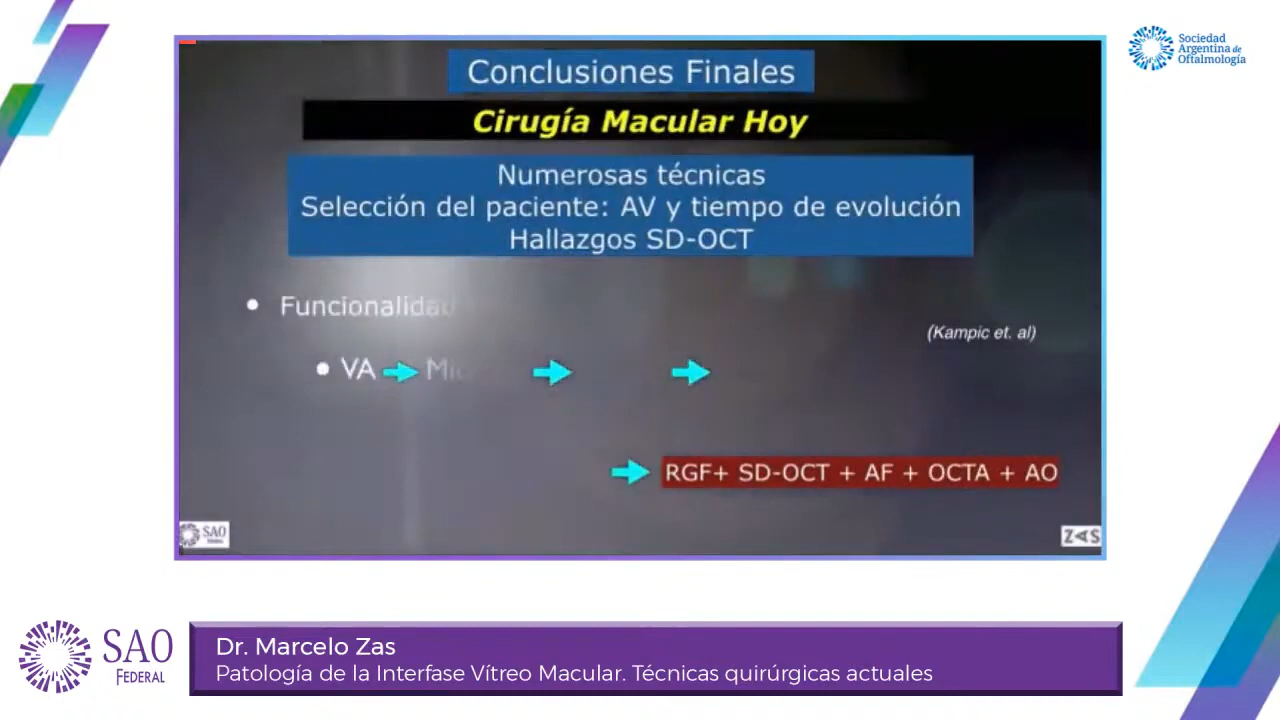 Sociedad
Argentina de
Oftalmología
Conclusiones Finales
Cirugía Macular Hoy
Numerosas técnicas
Selección del paciente: AV y tiempo de evolución
Hallazgos SD-OCT
• Funcionalidad
(Kampic et. al)
• VA
RGF+ SD-OCT + AF + OCTA + AO
SAO
ZAS
SAO
FEDERAL
Dr. Marcelo Zas
Patología de la Interfase Vítreo Macular. Técnicas quirúrgicas actuales